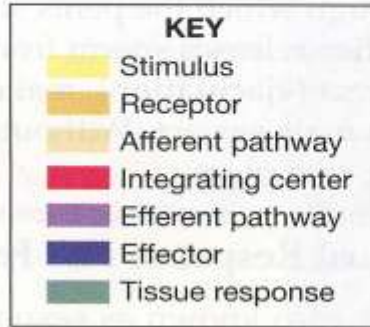 KEY
Stimulus
Receptor
Afferent pathway
Integrating center
Efferent pathway
Effector
Tissue response